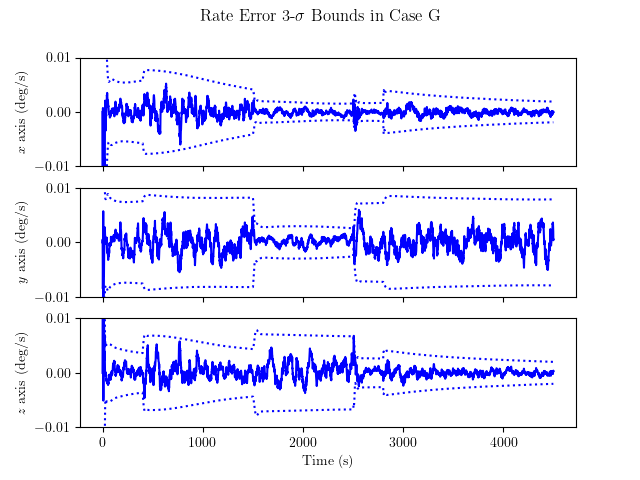 Rate Error 3-σ Bounds in Case G
0.01
0.00
−0.01
x axis (deg/s)
0.01
0.00
−0.01
y axis (deg/s)
0.01
0.00
−0.01
z axis (deg/s)
0 1000 2000 3000 4000
Time (s)